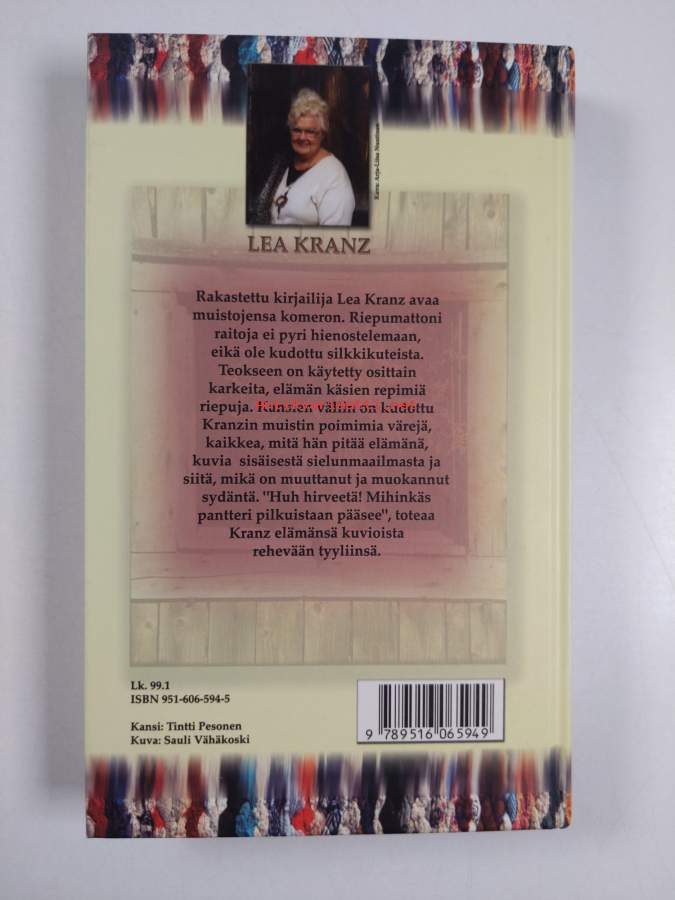 LEA KRANZ
Rakastettu kirjailija Lea Kranz avaa
muistojensa komeron. Riepumattoni
raitoja ei pyri hienostelemaan,
eikä ole kudottu silkkikuteista.
Teokseen on käytetty osittain
karkeita, elämän käsien repimiä
riepuja. Kansien väliin on kudottu
Kranzin muistin poimimia värejä,
kaikkea, mitä hän pitää elämänä,
kuvia sisäisestä sielunmaailmasta ja
siitä, mikä on muuttanut ja muokannut
sydäntä. "Huh hirveetä! Mihinkäs
pantteri pilkuistaan pääsee", toteaa
Kranz elämänsä kuvioista
rehevään tyyliinsä.
Lk. 99.1
ISBN 951-606-594-5
Kansi: Tintti Pesonen
Kuva: Sauli Vähäkoski
9 789516 065949